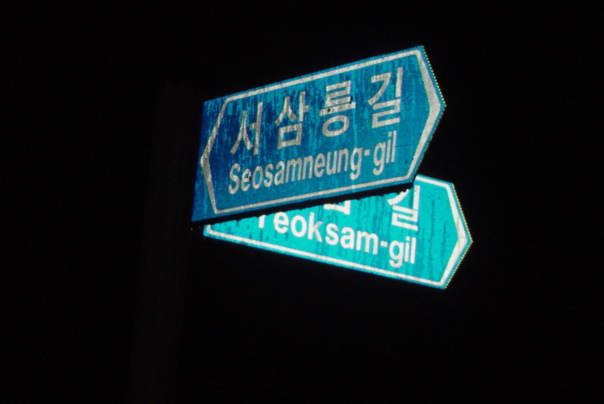 서삼릉길
Seosamneung-gil
길
eoksam-gil